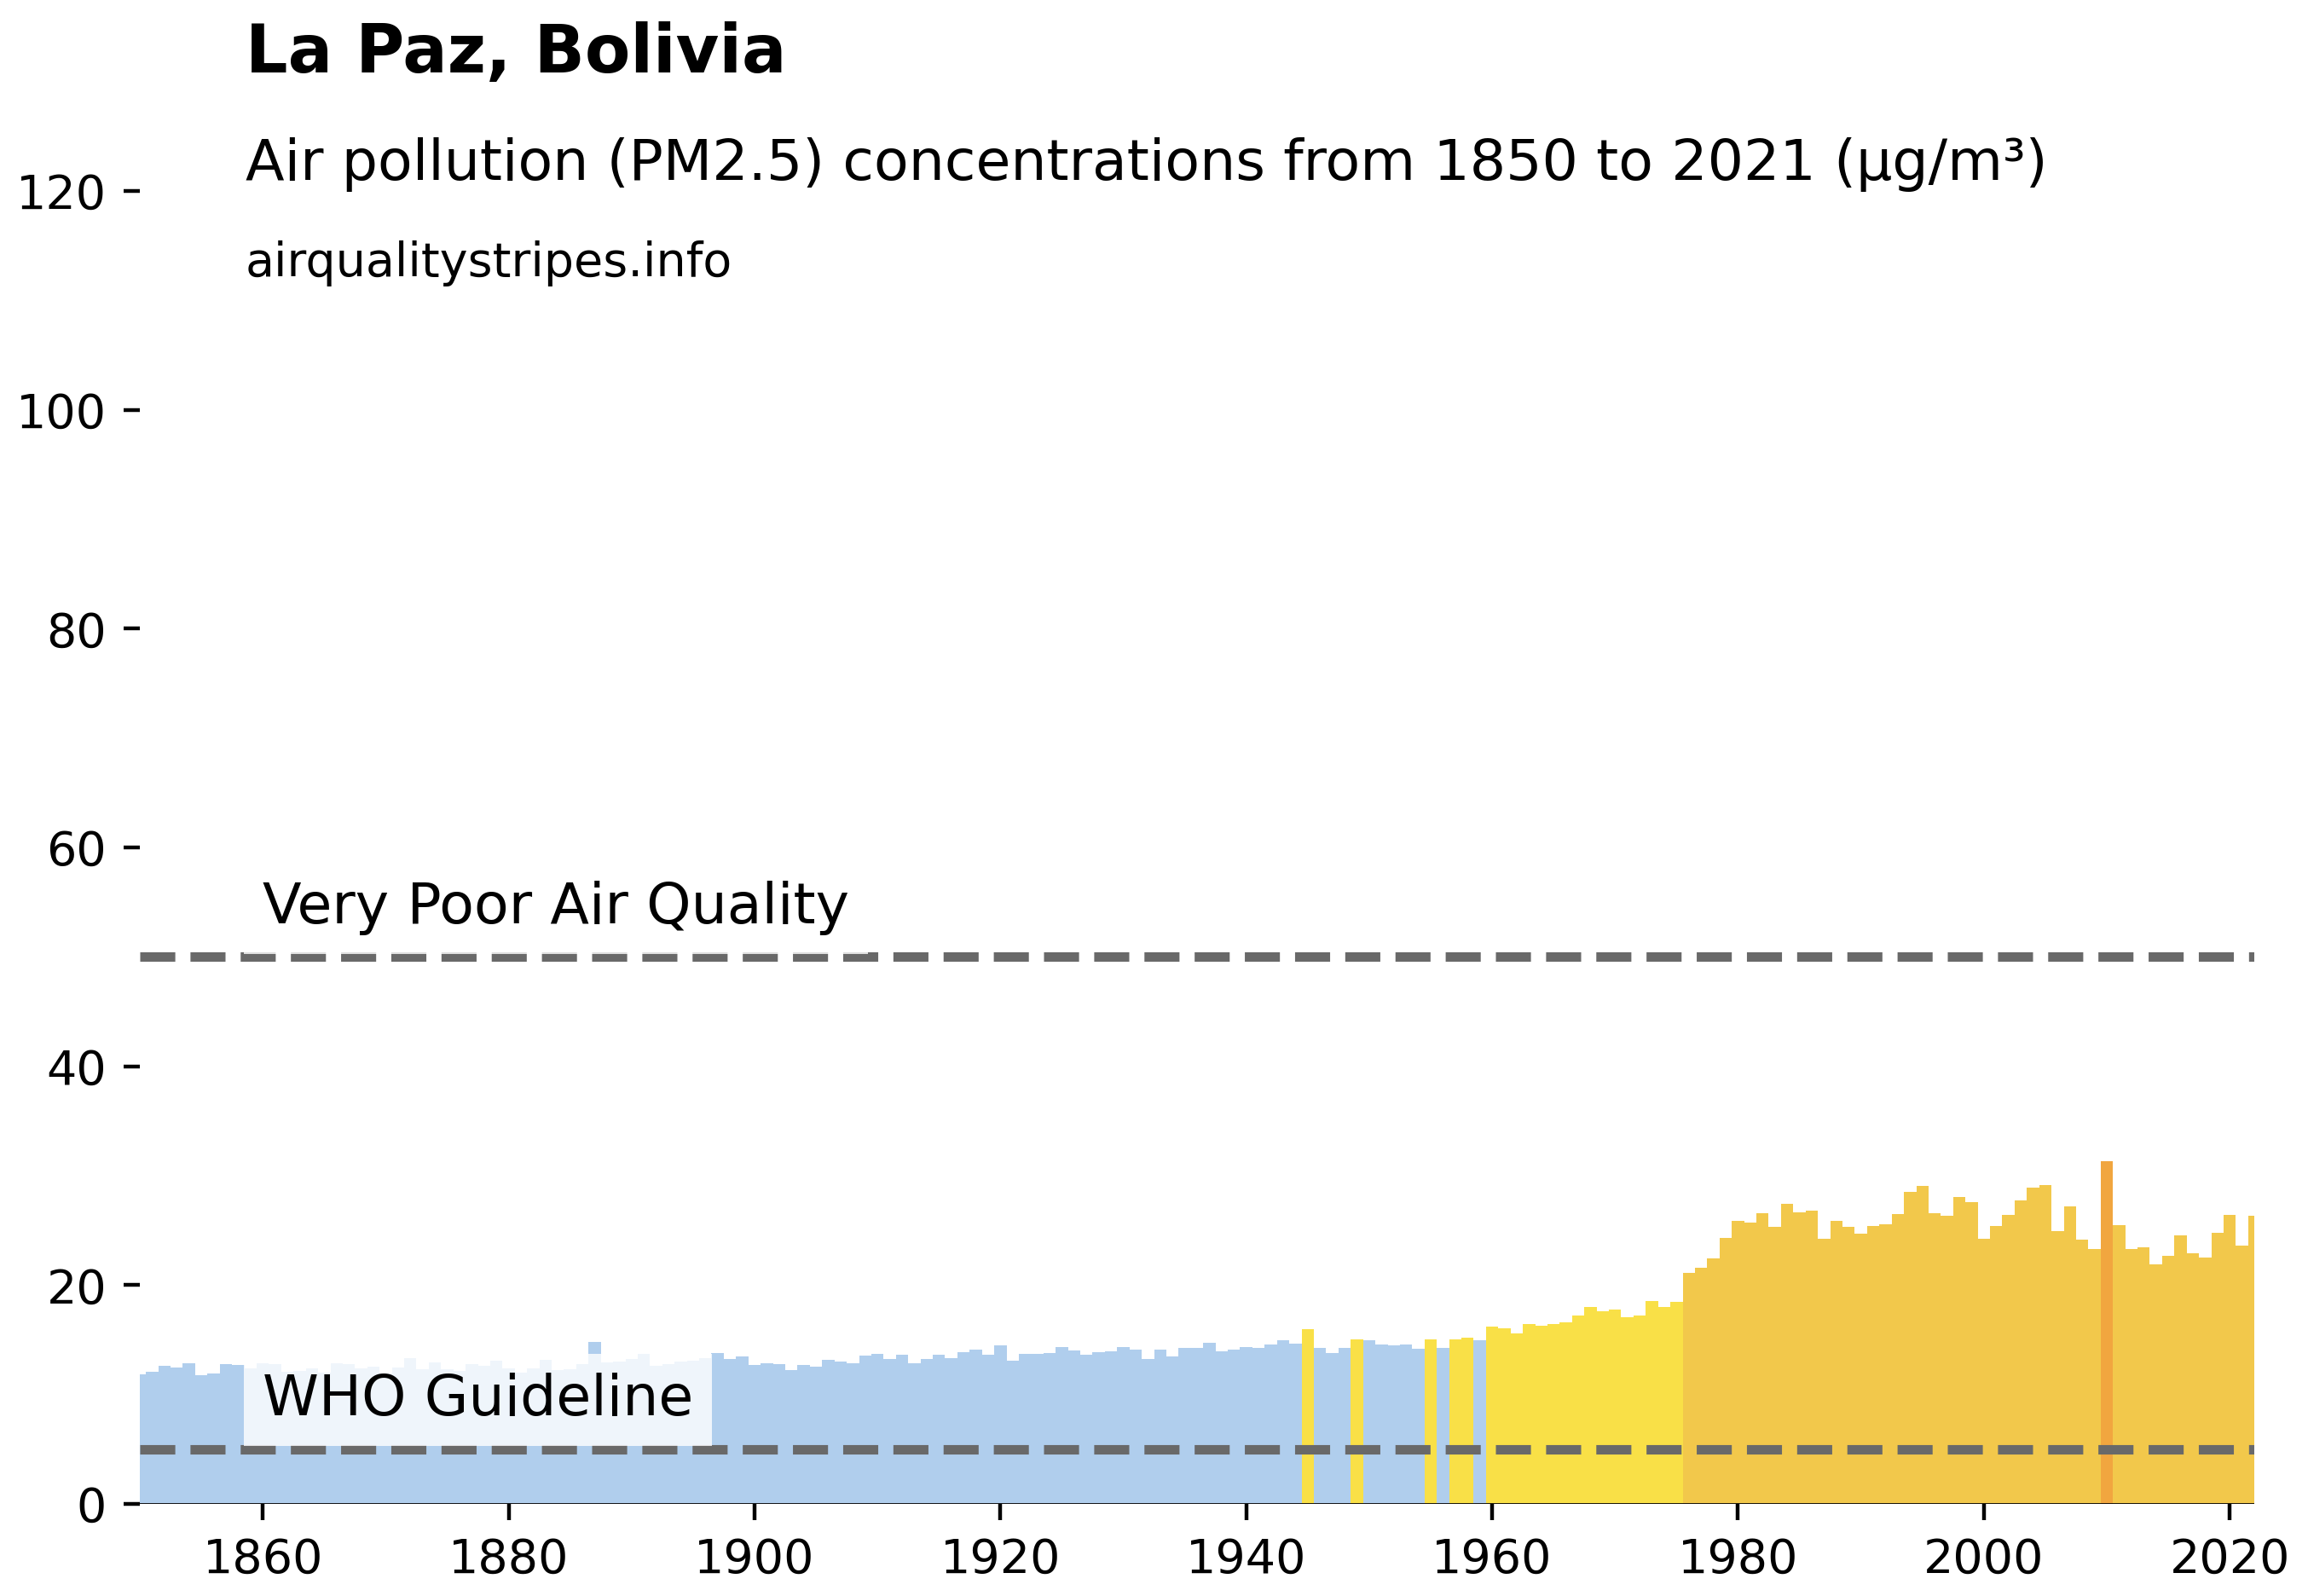 La Paz, Bolivia
Air pollution (PM2.5) concentrations from 1850 to 2021 (µg/m³)
airqualitystripes.info
120
100
80
60
Very Poor Air Quality
40
20
WHO Guideline
0
1860 1880 1900 1920 1940 1960 1980 2000 2020